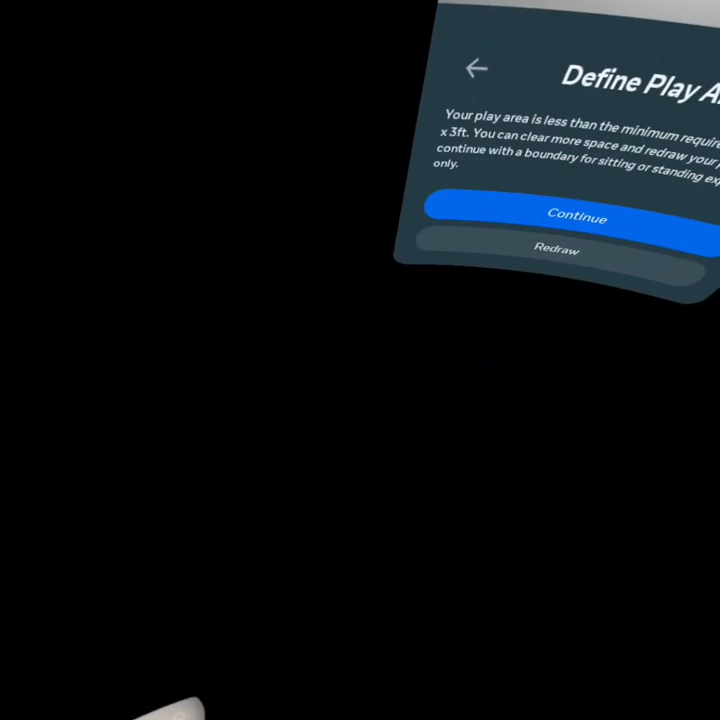 Define Play
Your play area is less than the minimum
x 3ft. You can clear more space and redraw your
continue with a boundary for sitting or standing
only.
Continue
Redraw